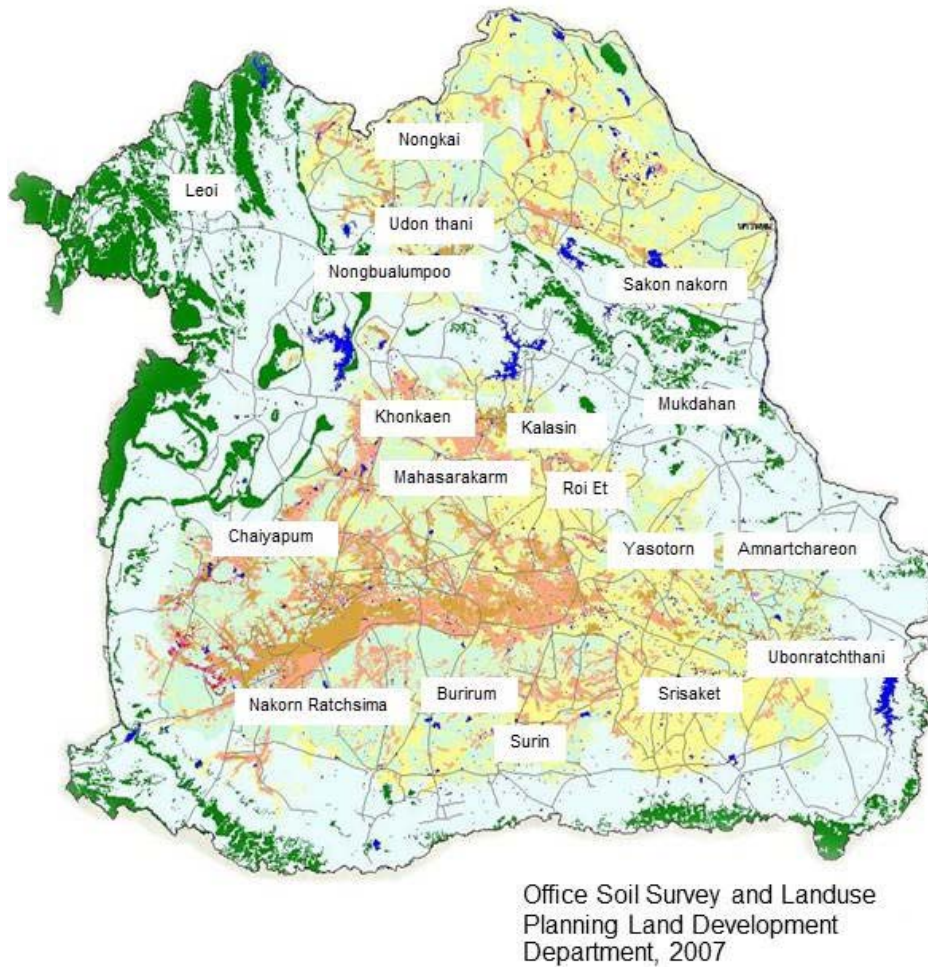 Nongkai
Leoi
Udon thani
Nongbualumpoo
Sakon nakorn
Mukdahan
Khonkaen
Kalasin
Mahasarakarm
Roi Et
Chaiyapum
Yasotorn
Amnartchareon
Ubonratchthani
Nakorn Ratchsima
Burirum
Srisaket
Surin
Office Soil Survey and Landuse
Planning Land Development
Department, 2007